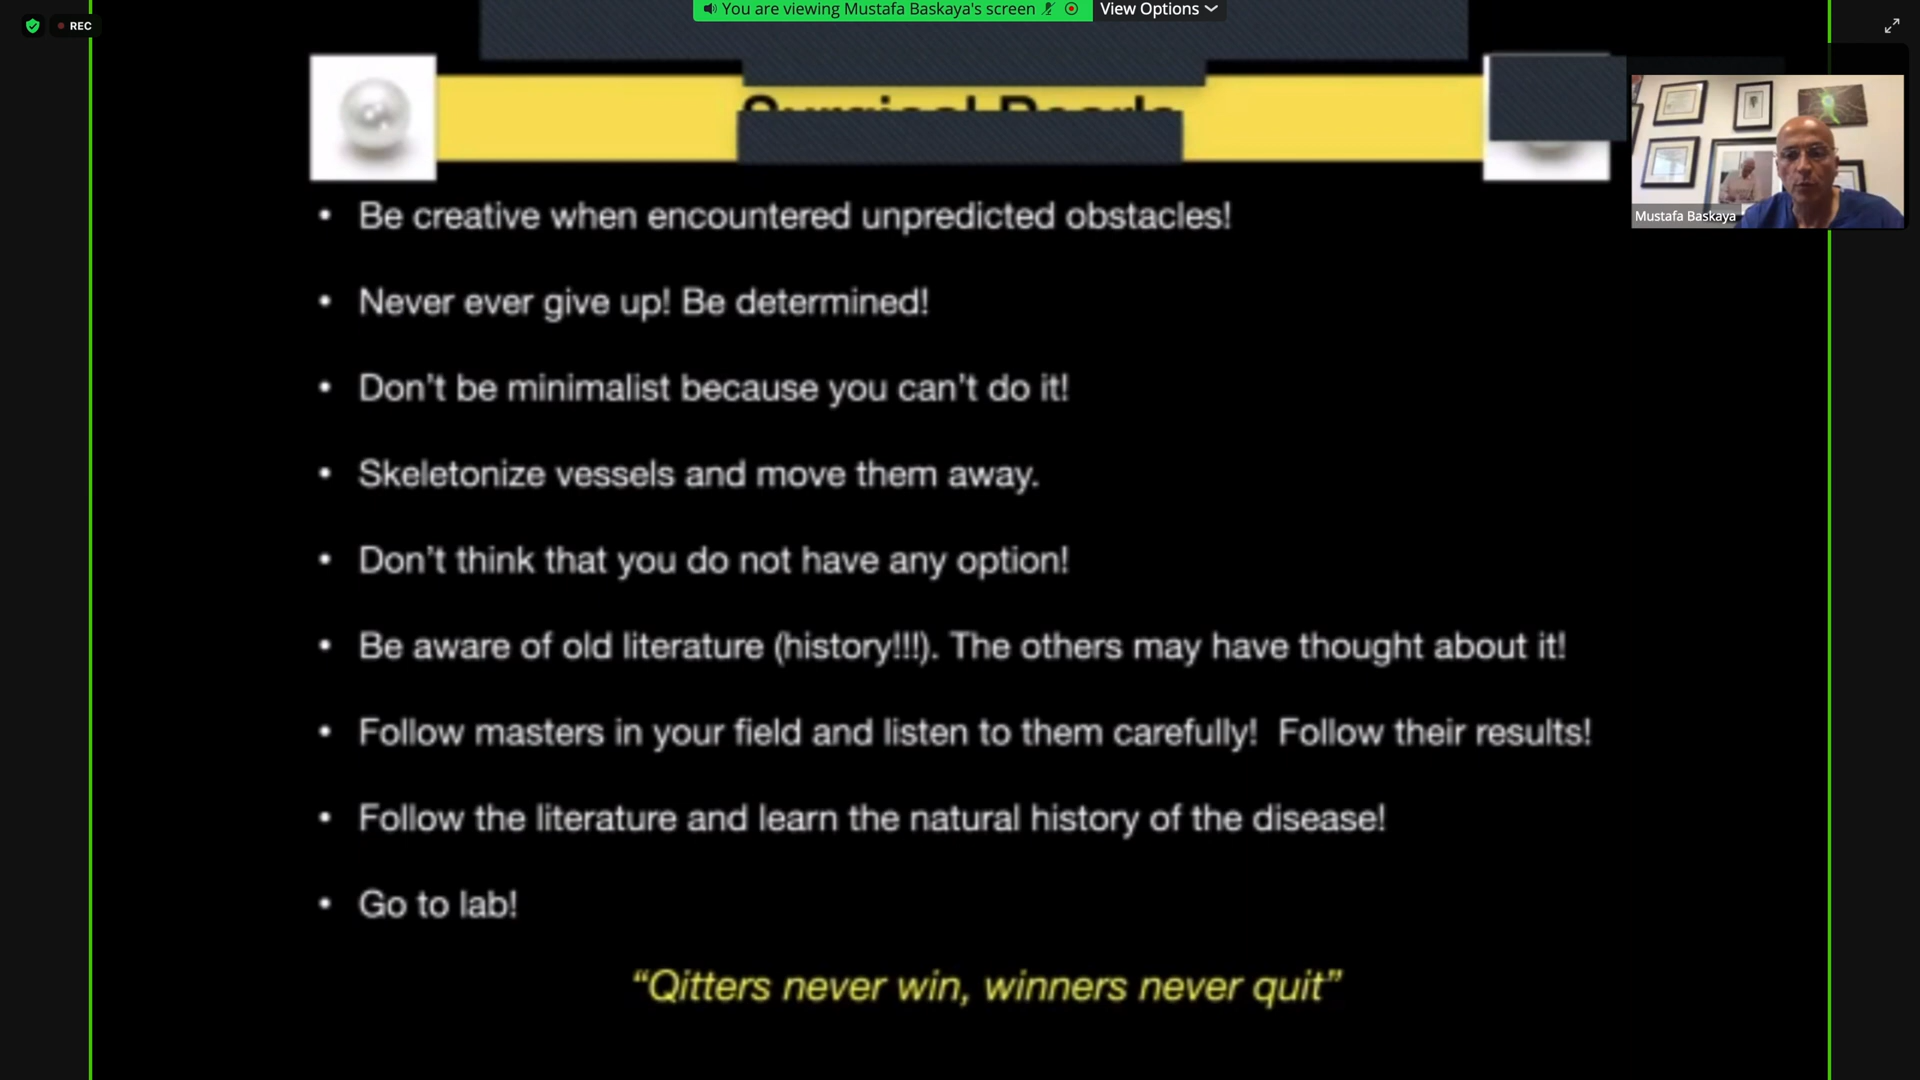 REC
You are viewing Mustafa Baskaya's screen
View Options
Surgical Pearls
Mustafa Baskaya
• Be creative when encountered unpredicted obstacles!
• Never ever give up! Be determined!
• Don't be minimalist because you can't do it!
• Skeletonize vessels and move them away.
• Don't think that you do not have any option!
• Be aware of old literature (history!!!). The others may have thought about it!
• Follow masters in your field and listen to them carefully! Follow their results!
• Follow the literature and learn the natural history of the disease!
• Go to lab!
“Qitters never win, winners never quit”